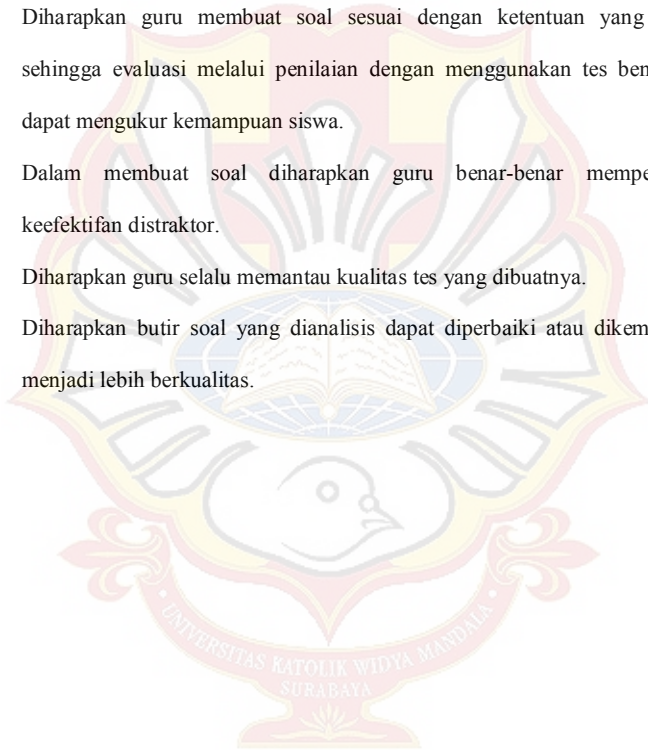 Diharapkan guru membuat soal sesuai dengan ketentuan yang
sehingga evaluasi melalui penilaian dengan menggunakan tes ben
dapat mengukur kemampuan siswa.
Dalam membuat soal diharapkan guru benar-benar mempe
keefektifan distraktor.
Diharapkan guru selalu memantau kualitas tes yang dibuatnya.
Diharapkan butir soal yang dianalisis dapat diperbaiki atau dikem
menjadi lebih berkualitas.
UNIVERSITAS KATOLIK WIDYA MANDALA
SURABAYA